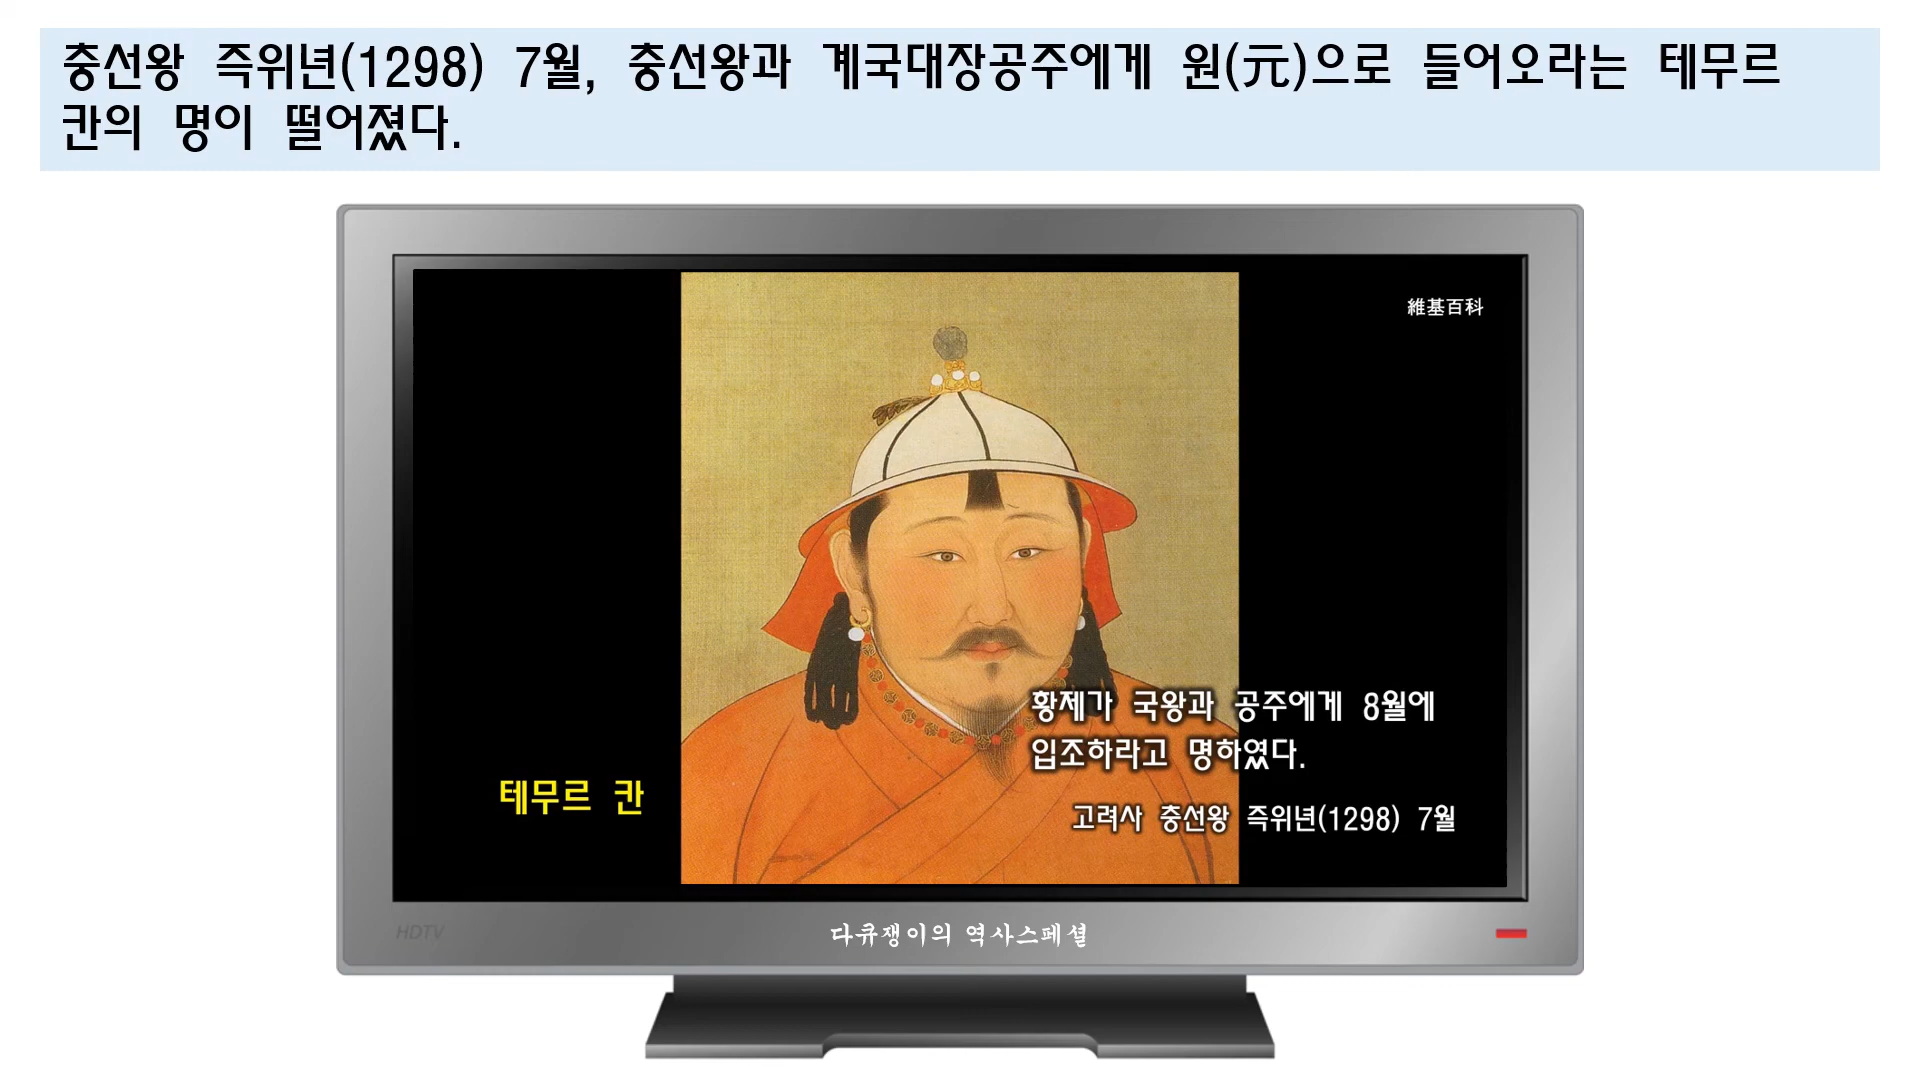 충선왕 즉위년(1298) 7월, 충선왕과 계국대장공주에게 원(元)으로 들어오라는 테무르
칸의 명이 떨어졌다.
維基百科
황제가 국왕과 공주에게 8월에
입조하라고 명하였다.
테무르 칸
고려사 충선왕 즉위년(1298) 7월
HDTV
다큐쟁이의 역사스페셜